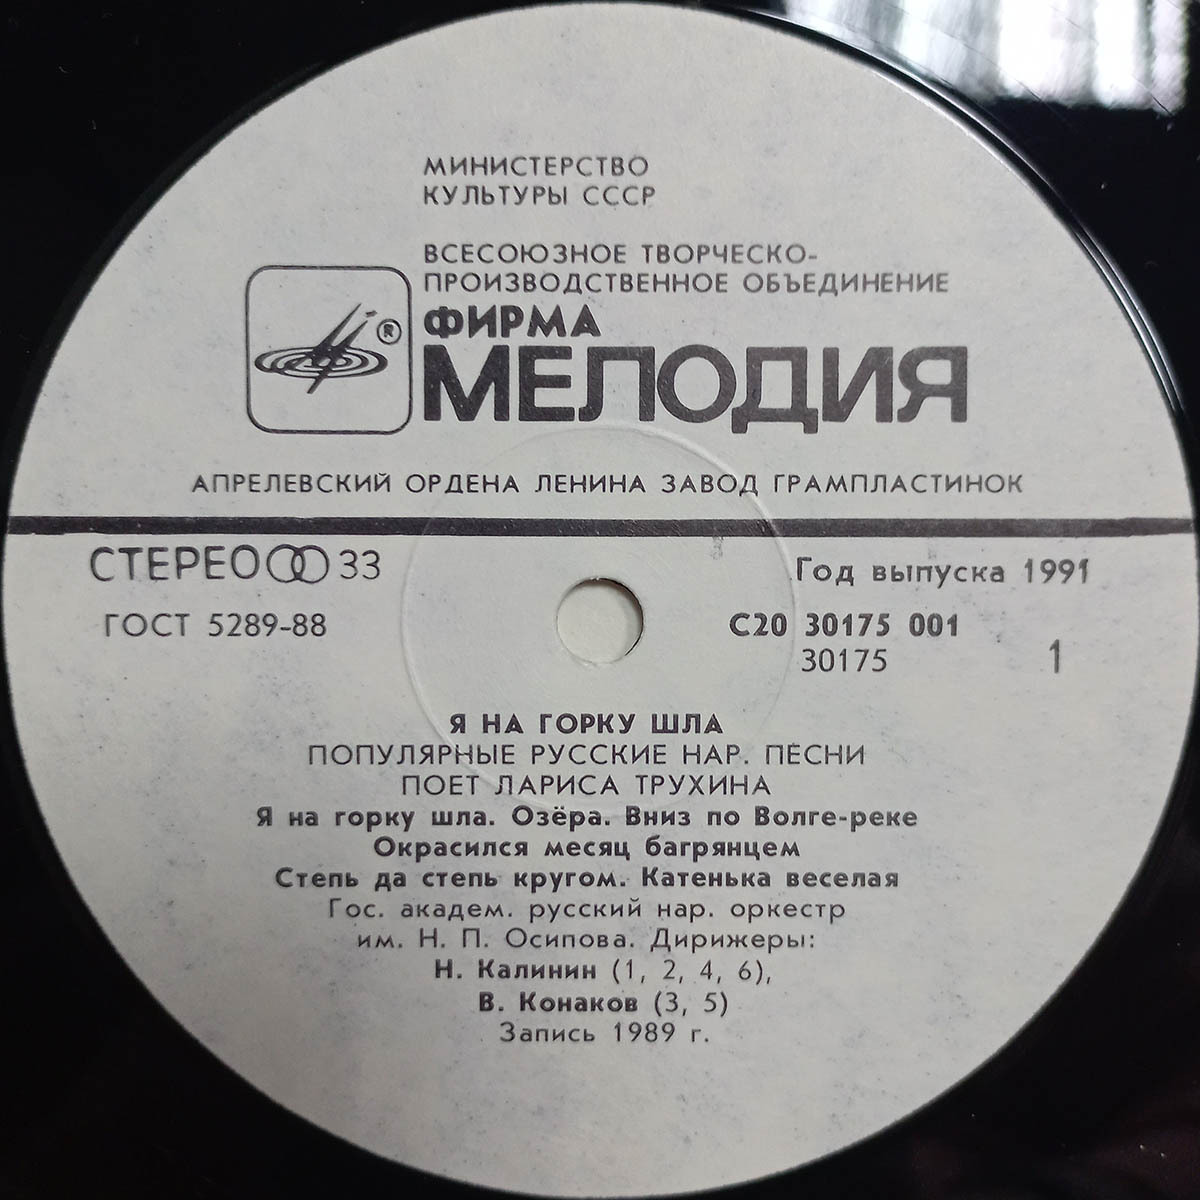 МИНИСТЕРСТВО
КУЛЬТУРЫ СССР
ВСЕСОЮЗНОЕ ТВОРЧЕСКО-
ПРОИЗВОДСТВЕННОЕ ОБЪЕДИНЕНИЕ
ФИРМА
®
МЕЛОДИЯ
АПРЕЛЕВСКИЙ ОРДЕНА ЛЕНИНА ЗАВОД ГРАМПЛАСТИНОК
СТЕРЕО 33
Год выпуска 1991
ГОСТ 5289-88
С20 30175 001
30175
1
Я НА ГОРКУ ШЛА
ПОПУЛЯРНЫЕ РУССКИЕ НАР. ПЕСНИ
ПОЕТ ЛАРИСА ТРУХИНА
Я на горку шла. Озёра. Вниз по Волге-реке
Окрасился месяц багрянцем
Степь да степь кругом. Катенька веселая
Гос. академ. русский нар. оркестр
им. Н. П. Осипова. Дирижеры:
Н. Калинин (1, 2, 4, 6),
В. Конаков (3, 5)
Запись 1989 г.